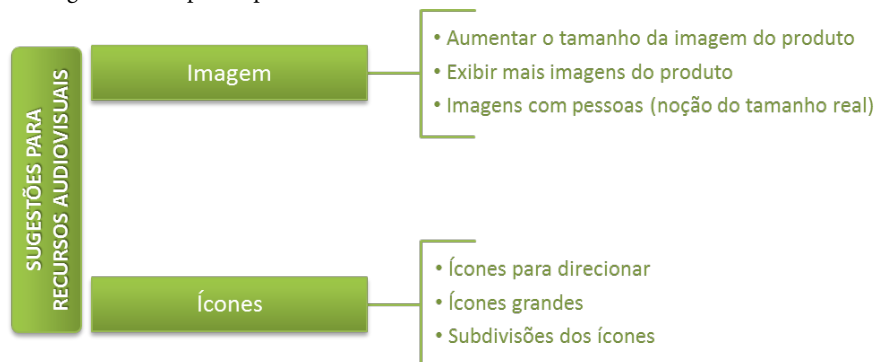 SUGESTÕES PARA
RECURSOS AUDIOVISUAIS
Imagem
• Aumentar o tamanho da imagem do produto
• Exibir mais imagens do produto
• Imagens com pessoas (noção do tamanho real)
Ícones
• Ícones para direcionar
• Ícones grandes
• Subdivisões dos ícones